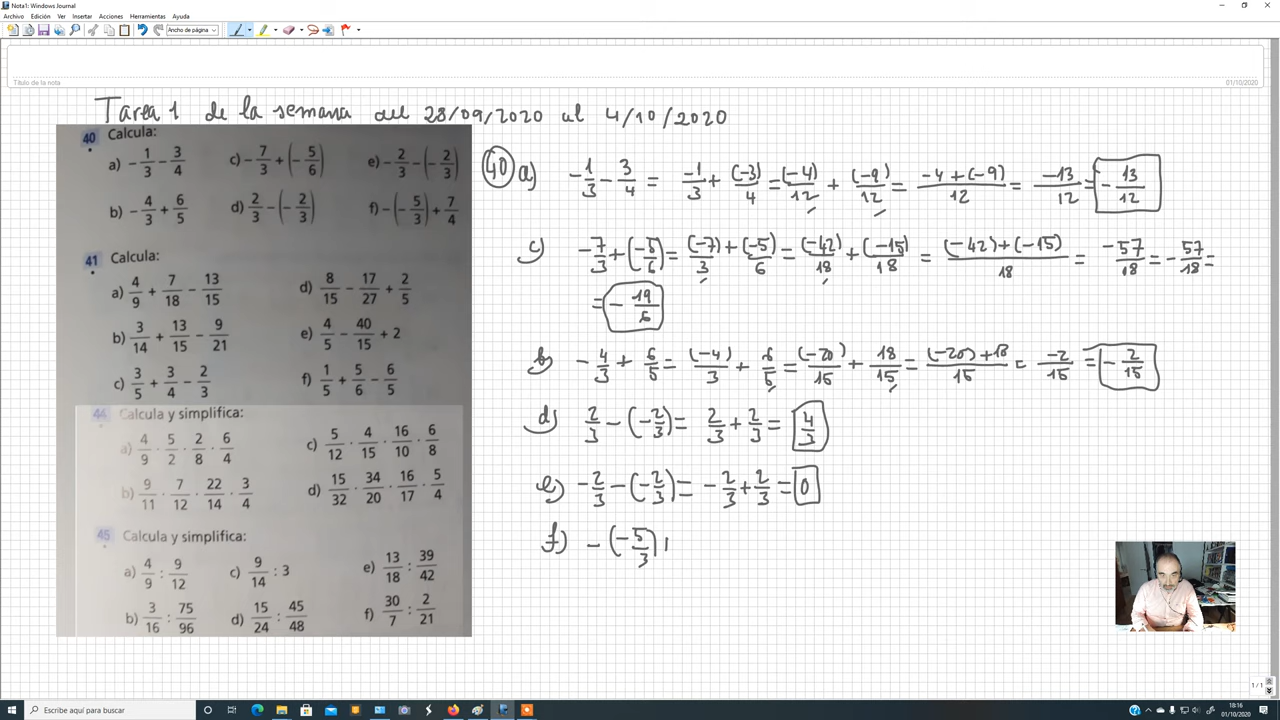 Nota1: Windows Journal
Archivo Edición Ver Insertar Acciones Herramientas Ayuda
Ancho de página
Título de la nota
01/10/2020
Tarea 1 de la semana del 28/09/2020 al 4/10/2020
40 Calcula:
a) -1/3 - 3/4 c) -7/3 + (-5/6) e) -2/3 - (-2/3)
b) -4/3 + 6/5 d) 2/3 - (-2/3) f) -(-5/3) + 7/4
41 Calcula:
a) 4/9 + 7/18 - 13/15 d) 8/15 - 17/27 + 2/5
b) 3/14 + 13/15 - 9/21 e) 4/5 - 40/15 + 2
c) 3/5 + 3/4 - 2/3 f) 1/5 + 5/6 - 6/5
44 Calcula y simplifica:
a) 4/9 · 5/2 · 2/8 · 6/4 c) 5/12 · 4/15 · 16/10 · 6/8
b) 9/11 · 7/12 · 22/14 · 3/4 d) 15/32 · 34/20 · 16/17 · 5/4
45 Calcula y simplifica:
a) 4/9 : 9/12 c) 9/14 : 3 e) 13/18 : 39/42
b) 3/16 : 75/96 d) 15/24 : 45/48 f) 30/7 : 2/21
40 a) -1/3 - 3/4 = -1/3 + (-3)/4 = (-4)/12 + (-9)/12 = -4+(-9)/12 = -13/12 = -13/12
c) -7/3 + (-5/6) = (-7)/3 + (-5)/6 = (-42)/18 + (-15)/18 = (-42)+(-15)/18 = -57/18 = -57/18 =
= -19/6
b) -4/3 + 6/5 = (-4)/3 + 6/5 = (-20)/15 + 18/15 = (-20)+18/15 = -2/15 = -2/15
d) 2/3 - (-2/3) = 2/3 + 2/3 = 4/3
e) -2/3 - (-2/3) = -2/3 + 2/3 = 0
f) -(-5/3)
1/1
Escribe aquí para buscar
18:16
01/10/2020